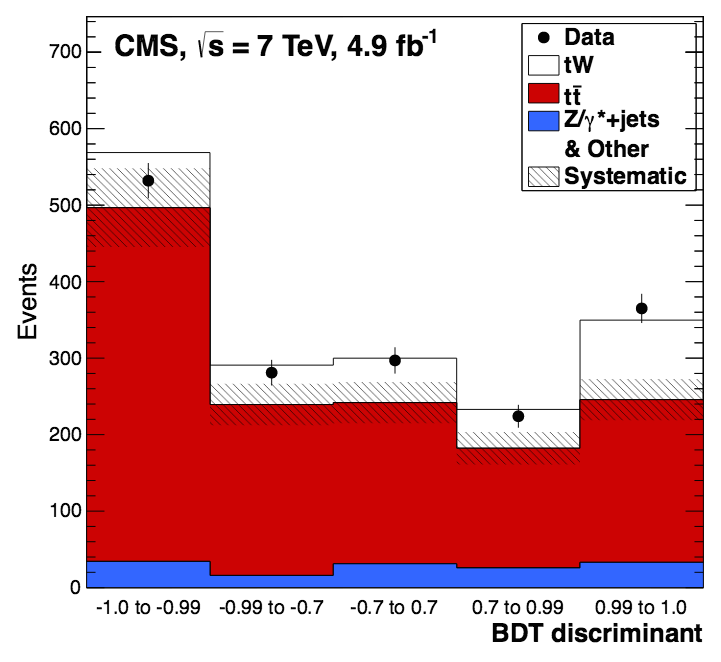 CMS, √s = 7 TeV, 4.9 fb⁻¹
Data
tW
tt̄
Z/γ*+jets
& Other
Systematic
Events
700
600
500
400
300
200
100
0
-1.0 to -0.99 -0.99 to -0.7 -0.7 to 0.7 0.7 to 0.99 0.99 to 1.0
BDT discriminant